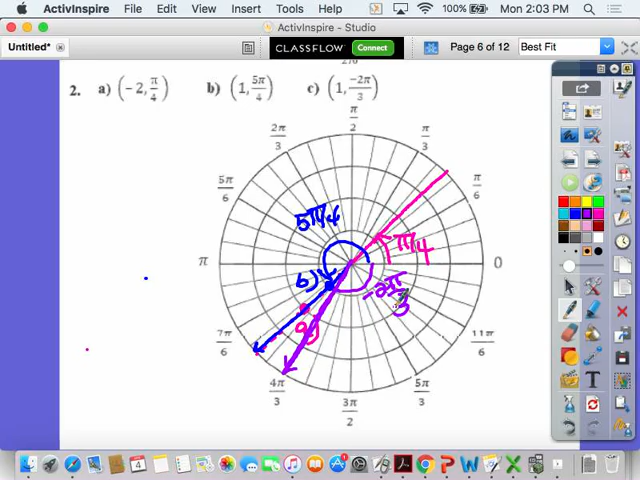 ActivInspire File Edit View Insert Tools Help 100% Mon 2:03 PM
ActivInspire - Studio
Untitled* CLASSFLOW Connect Page 6 of 12 Best Fit
2. a) (-2, π/4) b) (1, 5π/4) c) (1, -2π/3)
π/2
2π/3 π/3
5π/6 π/6
5π/4
π/4
π 0
b) -2π/3
a)
7π/6 11π/6
4π/3 5π/3
3π/2